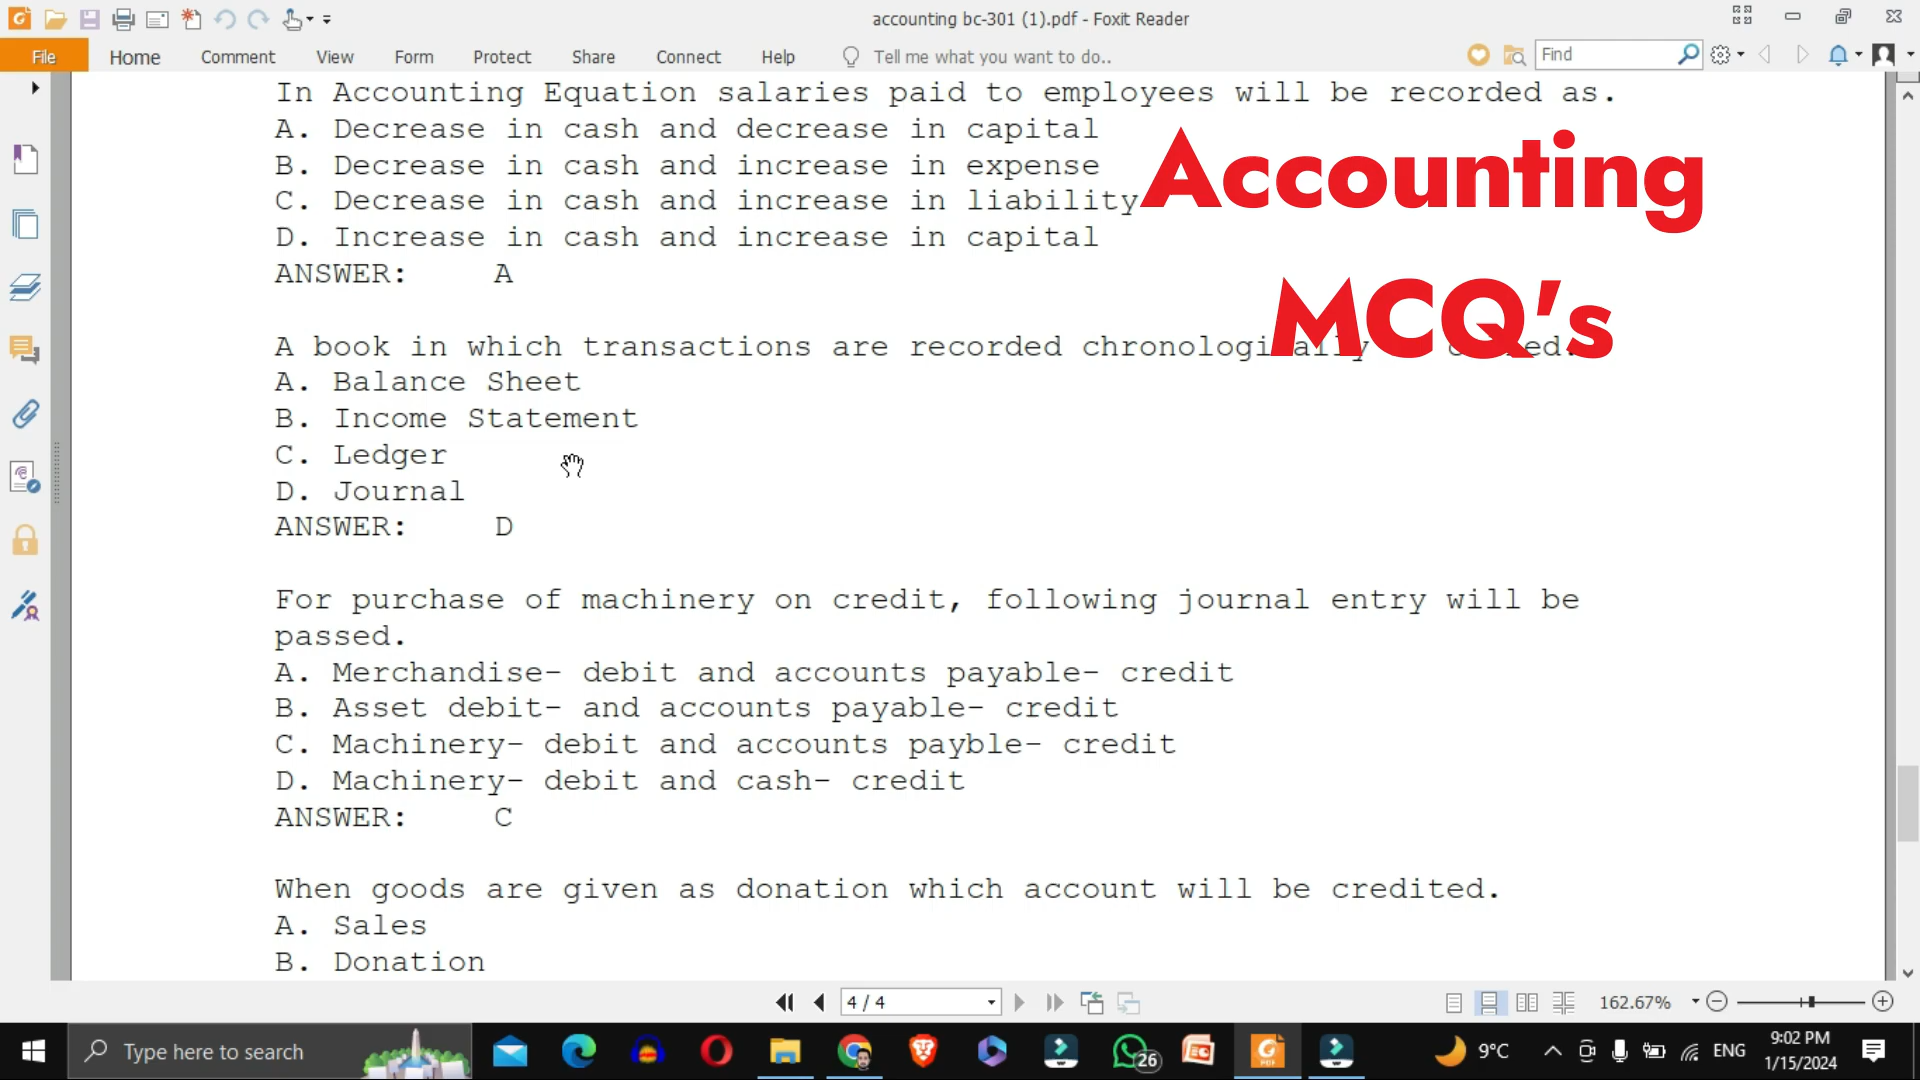 accounting bc-301 (1).pdf - Foxit Reader
File Home Comment View Form Protect Share Connect Help Tell me what you want to do.. Find
In Accounting Equation salaries paid to employees will be recorded as.
A. Decrease in cash and decrease in capital
B. Decrease in cash and increase in expense
C. Decrease in cash and increase in liability
D. Increase in cash and increase in capital
ANSWER: A
Accounting
MCQ's
A book in which transactions are recorded
A. Balance Sheet
B. Income Statement
C. Ledger
D. Journal
ANSWER: D
For purchase of machinery on credit, following journal entry will be
passed.
A. Merchandise- debit and accounts payable- credit
B. Asset debit- and accounts payable- credit
C. Machinery- debit and accounts payble- credit
D. Machinery- debit and cash- credit
ANSWER: C
When goods are given as donation which account will be credited.
A. Sales
B. Donation
4 / 4 162.67%
Type here to search 26 9°C ENG 9:02 PM
1/15/2024